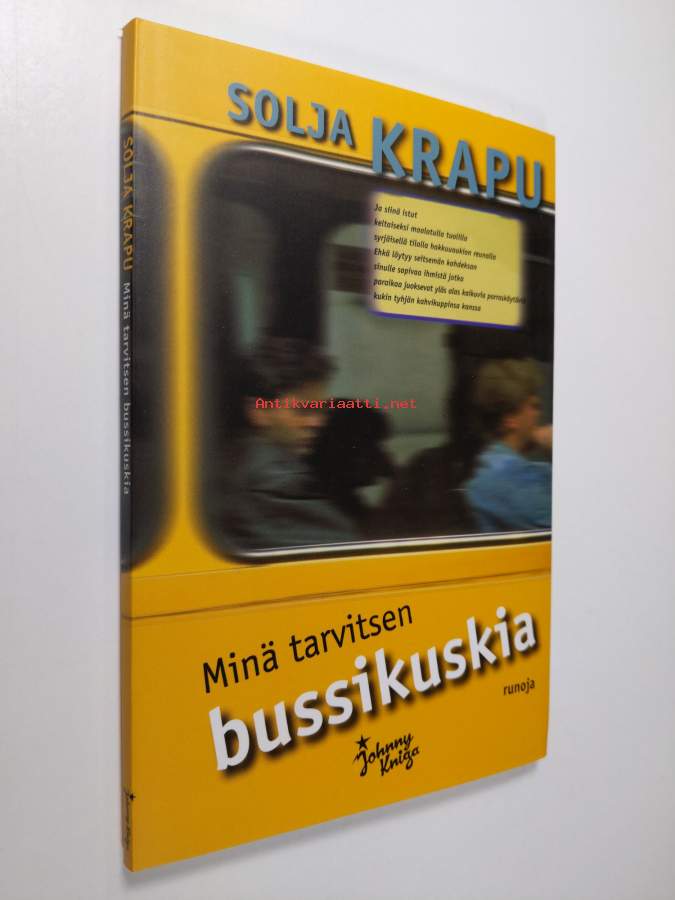 SOLJA KRAPU
Ja siinä istut
keltaiseksi maalatulla tuolilla
syrjäisellä tilalla hakkuuaukion reunalla
Ehkä löytyy seitsemän kahdeksan
sinulle sopivaa ihmistä jotka
paraikaa juoksevat ylös alas kaikuvia porraskäytäviä
kukin tyhjän kahvikuppinsa kanssa
Antikvariaatti.net
Minä tarvitsen
bussikuskia
runoja
Johnny
Kniga
SOLJA KRAPU Minä tarvitsen bussikuskia